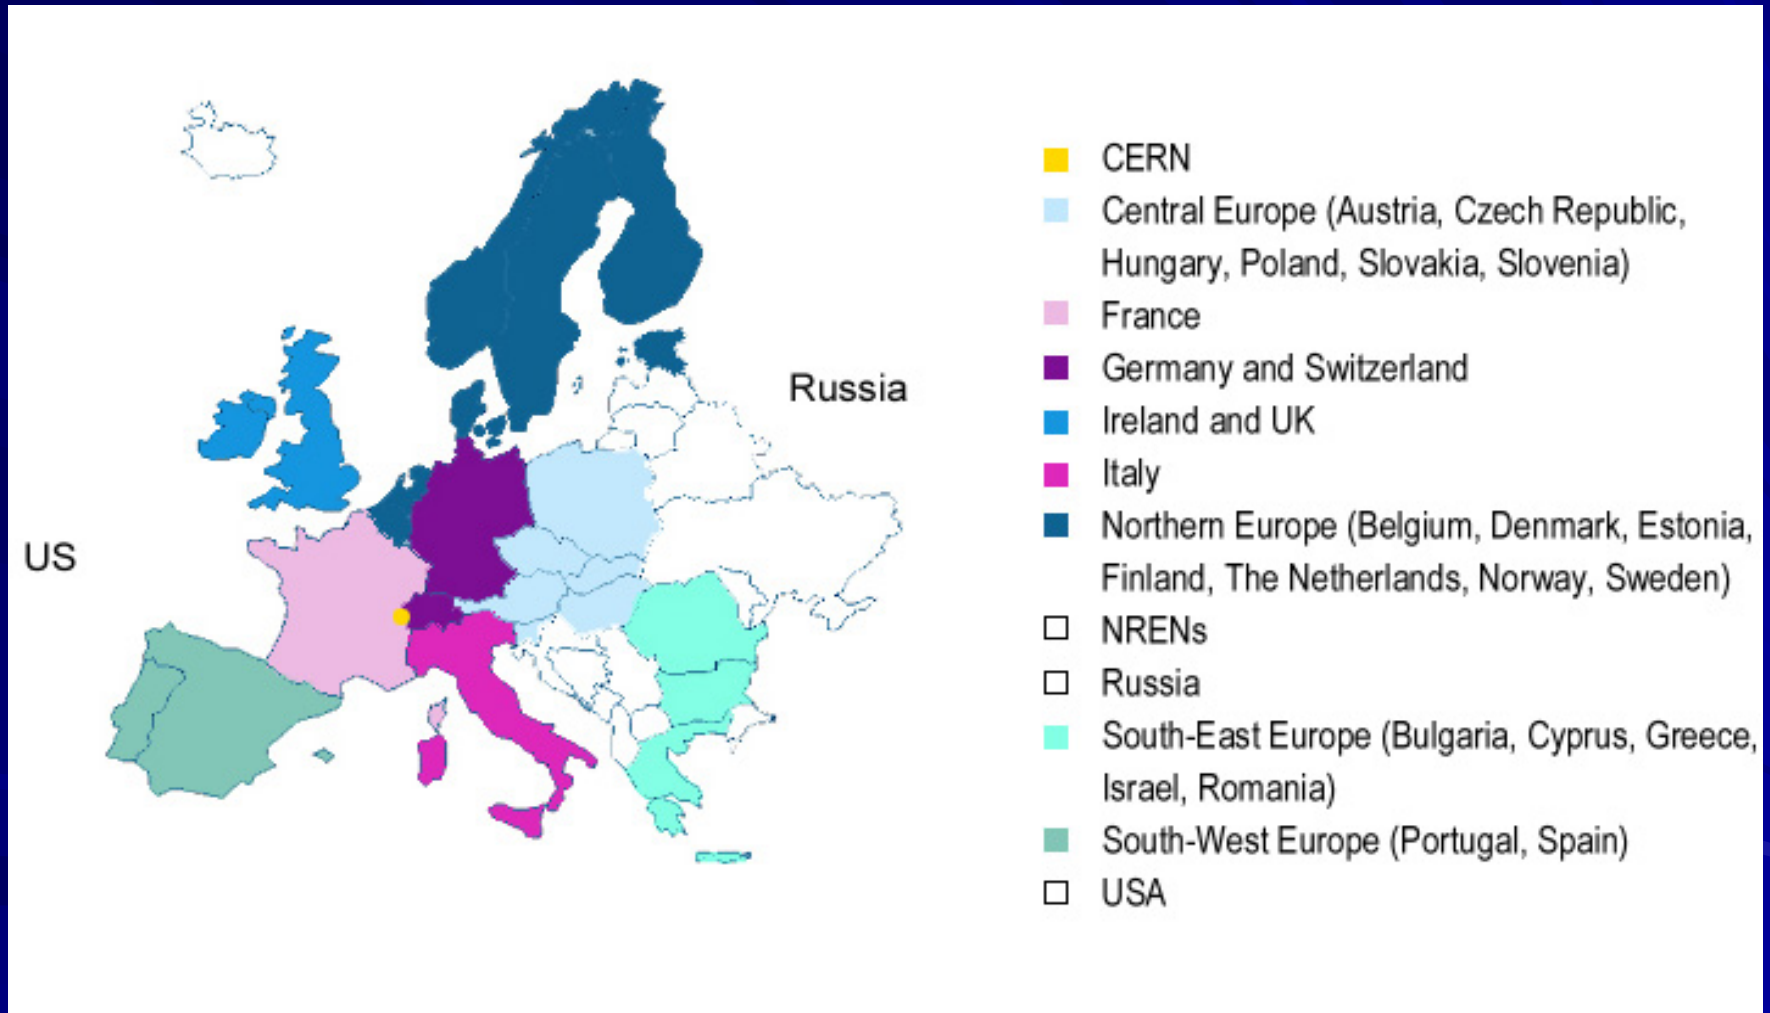 US
Russia
CERN
Central Europe (Austria, Czech Republic,
Hungary, Poland, Slovakia, Slovenia)
France
Germany and Switzerland
Ireland and UK
Italy
Northern Europe (Belgium, Denmark, Estonia,
Finland, The Netherlands, Norway, Sweden)
NRENs
Russia
South-East Europe (Bulgaria, Cyprus, Greece,
Israel, Romania)
South-West Europe (Portugal, Spain)
USA